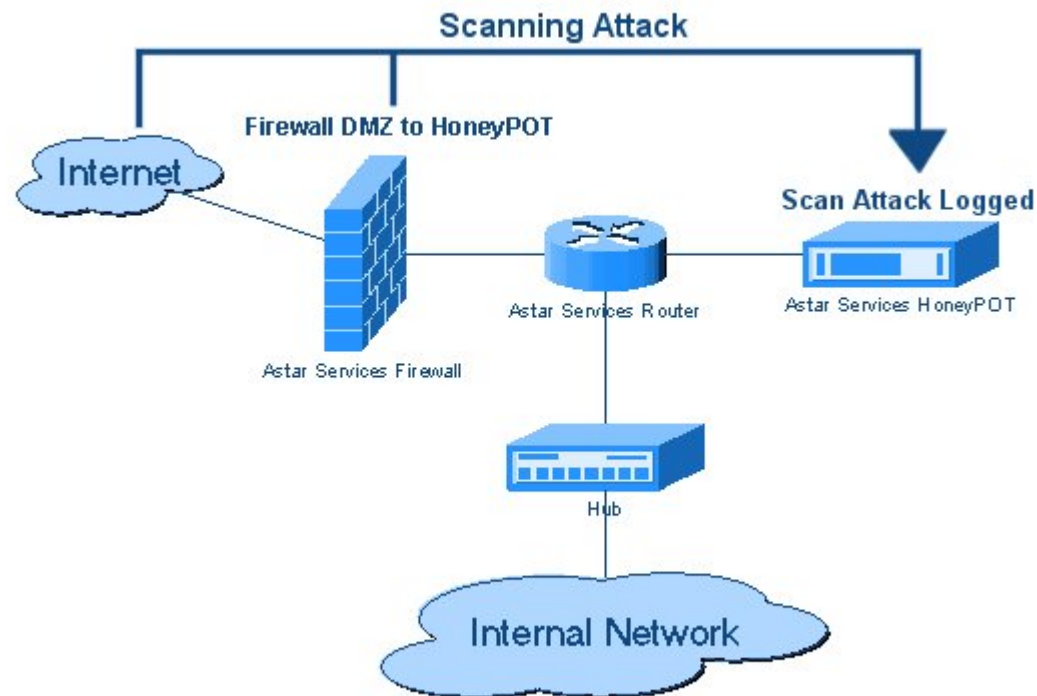 Scanning Attack
Firewall DMZ to HoneyPOT
Internet
Scan Attack Logged
Astar Services Router
Astar Services HoneyPOT
Astar Services Firewall
Hub
Internal Network